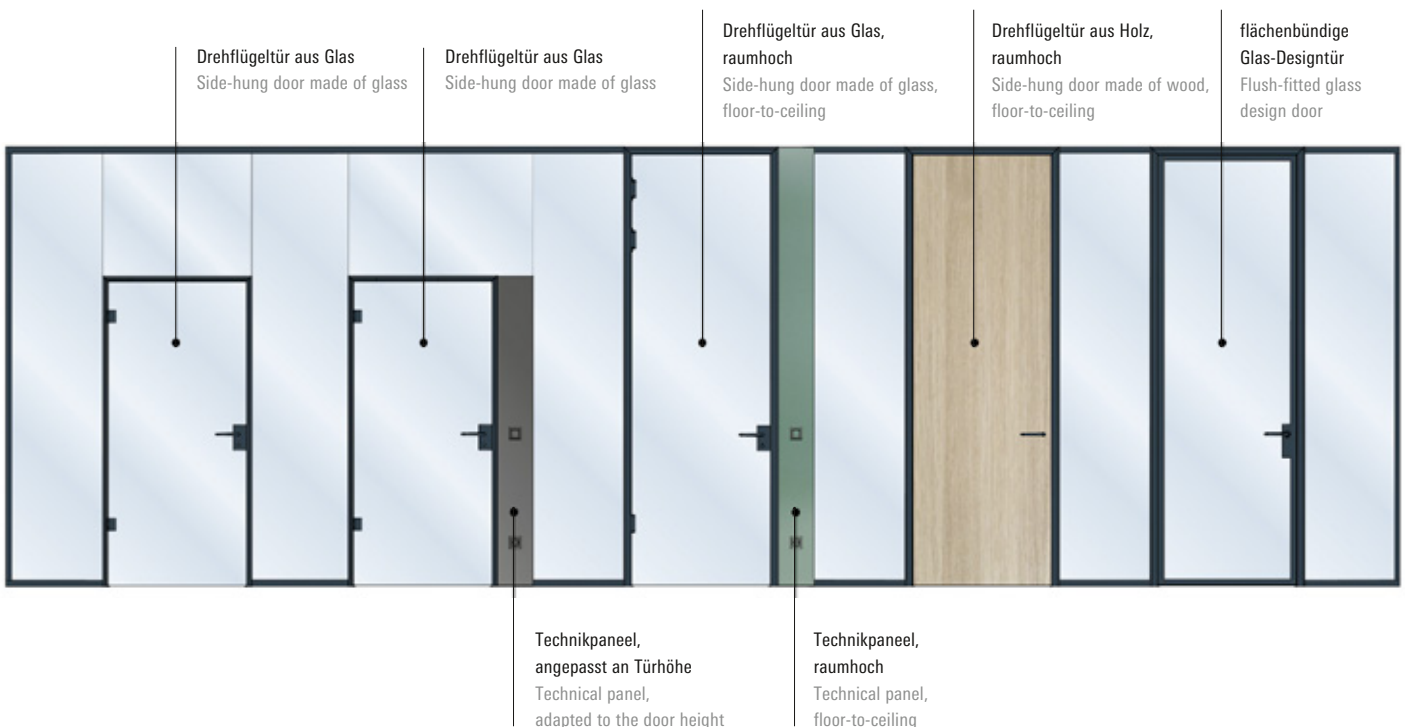 Drehflügeltür aus Glas
Side-hung door made of glass
Drehflügeltür aus Glas
Side-hung door made of glass
Drehflügeltür aus Glas,
raumhoch
Side-hung door made of glass,
floor-to-ceiling
Drehflügeltür aus Holz,
raumhoch
Side-hung door made of wood,
floor-to-ceiling
flächenbündige
Glas-Designtür
Flush-fitted glass
design door
Technikpaneel,
angepasst an Türhöhe
Technical panel,
adapted to the door height
Technikpaneel,
raumhoch
Technical panel,
floor-to-ceiling